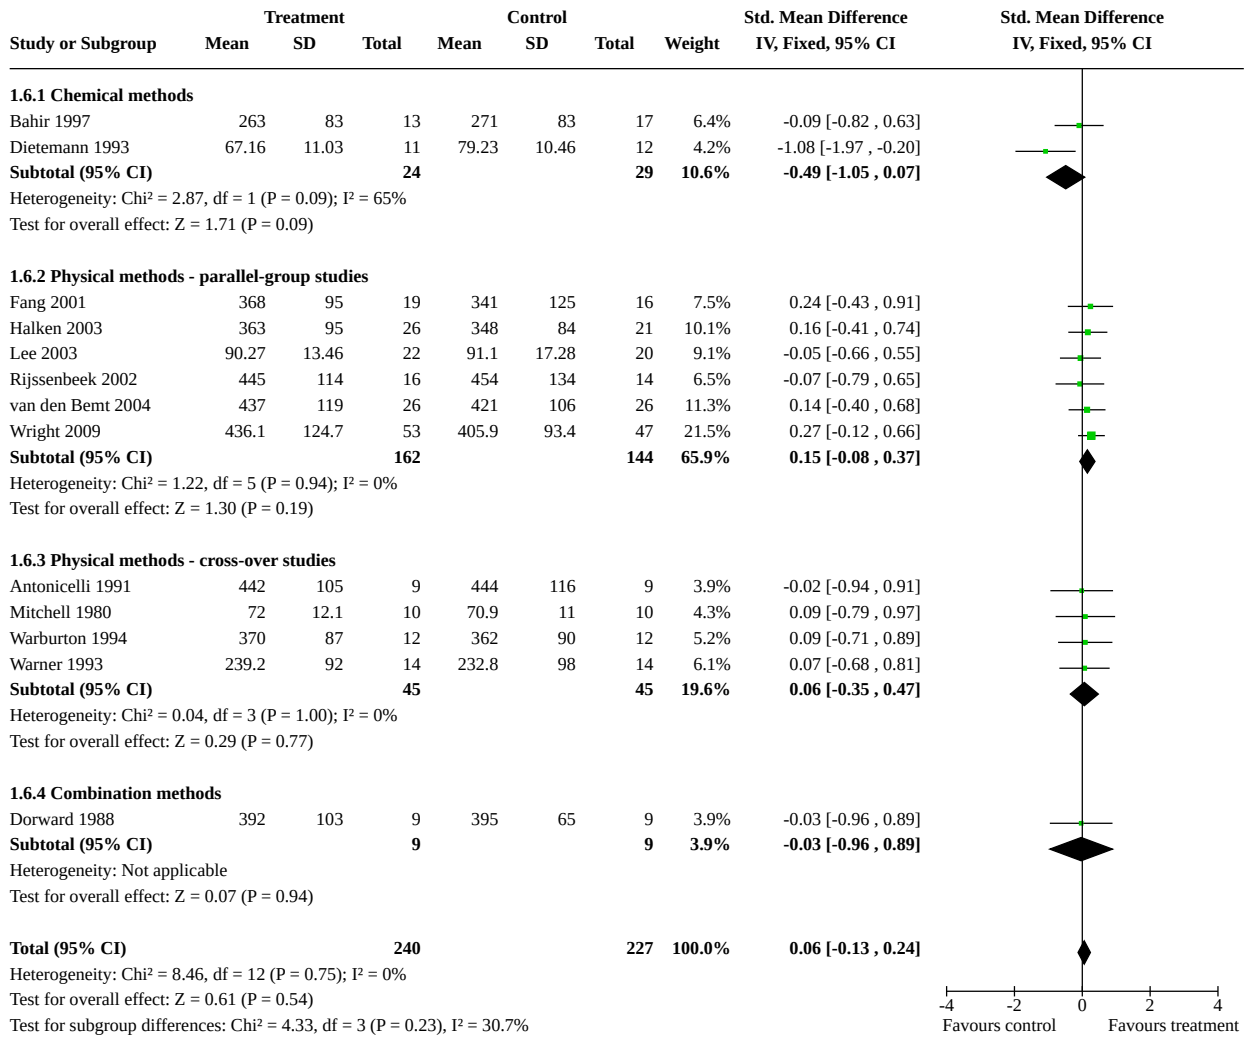 Treatment Control Std. Mean Difference Std. Mean Difference
Study or Subgroup Mean SD Total Mean SD Total Weight IV, Fixed, 95% CI IV, Fixed, 95% CI
1.6.1 Chemical methods
Bahir 1997 263 83 13 271 83 17 6.4% -0.09 [-0.82 , 0.63]
Dietemann 1993 67.16 11.03 11 79.23 10.46 12 4.2% -1.08 [-1.97 , -0.20]
Subtotal (95% CI) 24 29 10.6% -0.49 [-1.05 , 0.07]
Heterogeneity: Chi² = 2.87, df = 1 (P = 0.09); I² = 65%
Test for overall effect: Z = 1.71 (P = 0.09)
1.6.2 Physical methods - parallel-group studies
Fang 2001 368 95 19 341 125 16 7.5% 0.24 [-0.43 , 0.91]
Halken 2003 363 95 26 348 84 21 10.1% 0.16 [-0.41 , 0.74]
Lee 2003 90.27 13.46 22 91.1 17.28 20 9.1% -0.05 [-0.66 , 0.55]
Rijssenbeek 2002 445 114 16 454 134 14 6.5% -0.07 [-0.79 , 0.65]
van den Bemt 2004 437 119 26 421 106 26 11.3% 0.14 [-0.40 , 0.68]
Wright 2009 436.1 124.7 53 405.9 93.4 47 21.5% 0.27 [-0.12 , 0.66]
Subtotal (95% CI) 162 144 65.9% 0.15 [-0.08 , 0.37]
Heterogeneity: Chi² = 1.22, df = 5 (P = 0.94); I² = 0%
Test for overall effect: Z = 1.30 (P = 0.19)
1.6.3 Physical methods - cross-over studies
Antonicelli 1991 442 105 9 444 116 9 3.9% -0.02 [-0.94 , 0.91]
Mitchell 1980 72 12.1 10 70.9 11 10 4.3% 0.09 [-0.79 , 0.97]
Warburton 1994 370 87 12 362 90 12 5.2% 0.09 [-0.71 , 0.89]
Warner 1993 239.2 92 14 232.8 98 14 6.1% 0.07 [-0.68 , 0.81]
Subtotal (95% CI) 45 45 19.6% 0.06 [-0.35 , 0.47]
Heterogeneity: Chi² = 0.04, df = 3 (P = 1.00); I² = 0%
Test for overall effect: Z = 0.29 (P = 0.77)
1.6.4 Combination methods
Dorward 1988 392 103 9 395 65 9 3.9% -0.03 [-0.96 , 0.89]
Subtotal (95% CI) 9 9 3.9% -0.03 [-0.96 , 0.89]
Heterogeneity: Not applicable
Test for overall effect: Z = 0.07 (P = 0.94)
Total (95% CI) 240 227 100.0% 0.06 [-0.13 , 0.24]
Heterogeneity: Chi² = 8.46, df = 12 (P = 0.75); I² = 0%
Test for overall effect: Z = 0.61 (P = 0.54)
-4 -2 0 2 4
Test for subgroup differences: Chi² = 4.33, df = 3 (P = 0.23), I² = 30.7%
Favours control Favours treatment